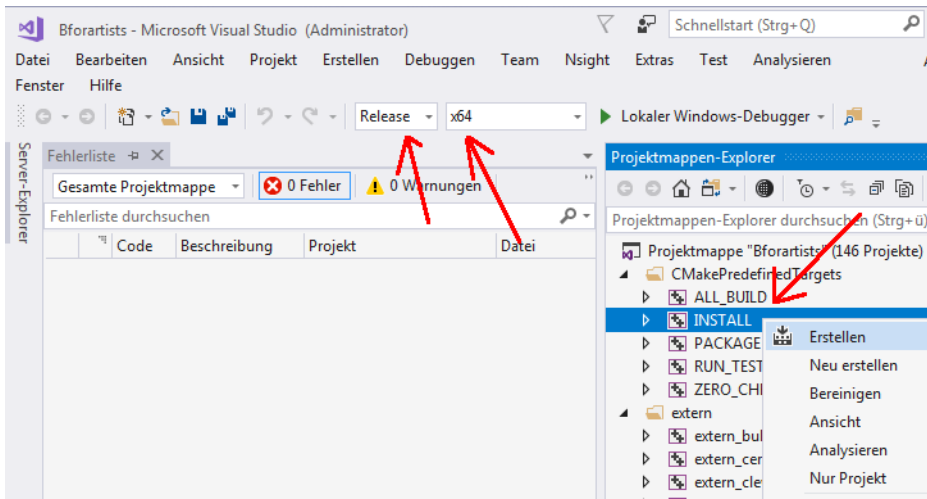 Bforartists - Microsoft Visual Studio (Administrator)
Schnellstart (Strg+Q)
Datei Bearbeiten Ansicht Projekt Erstellen Debuggen Team Nsight Extras Test Analysieren
Fenster Hilfe
Release x64 Lokaler Windows-Debugger
Server-Explorer
Fehlerliste
Gesamte Projektmappe 0 Fehler 0 Warnungen
Fehlerliste durchsuchen
Code Beschreibung Projekt Datei
Projektmappen-Explorer
Projektmappen-Explorer durchsuchen (Strg+ü)
Projektmappe "Bforartists" (146 Projekte)
CMakePredefinedTargets
ALL_BUILD
INSTALL
PACKAGE
RUN_TEST
ZERO_CHE
extern
extern_bul
extern_cer
extern_cle
Erstellen
Neu erstellen
Bereinigen
Ansicht
Analysieren
Nur Projekt